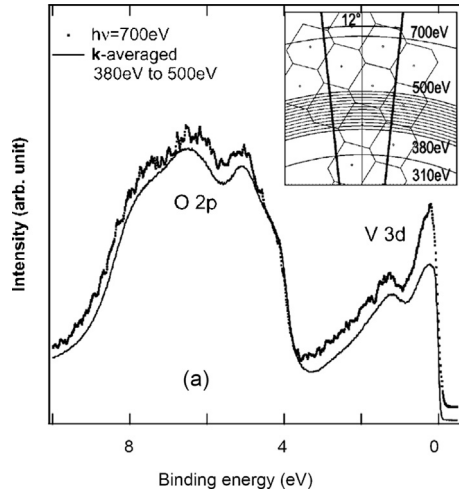 hν=700eV
k-averaged
380eV to 500eV
12°
700eV
500eV
380eV
310eV
O 2p
V 3d
(a)
Intensity (arb. unit)
8
6
4
2
0
Binding energy (eV)